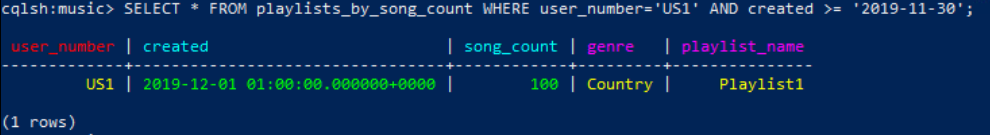 cqlsh:music> SELECT * FROM playlists_by_song_count WHERE user_number='US1' AND created >= '2019-11-30';
user_number | created | song_count | genre | playlist_name
-------------+---------------------------------+------------+---------+---------------
US1 | 2019-12-01 01:00:00.000000+0000 | 100 | Country | Playlist1
(1 rows)